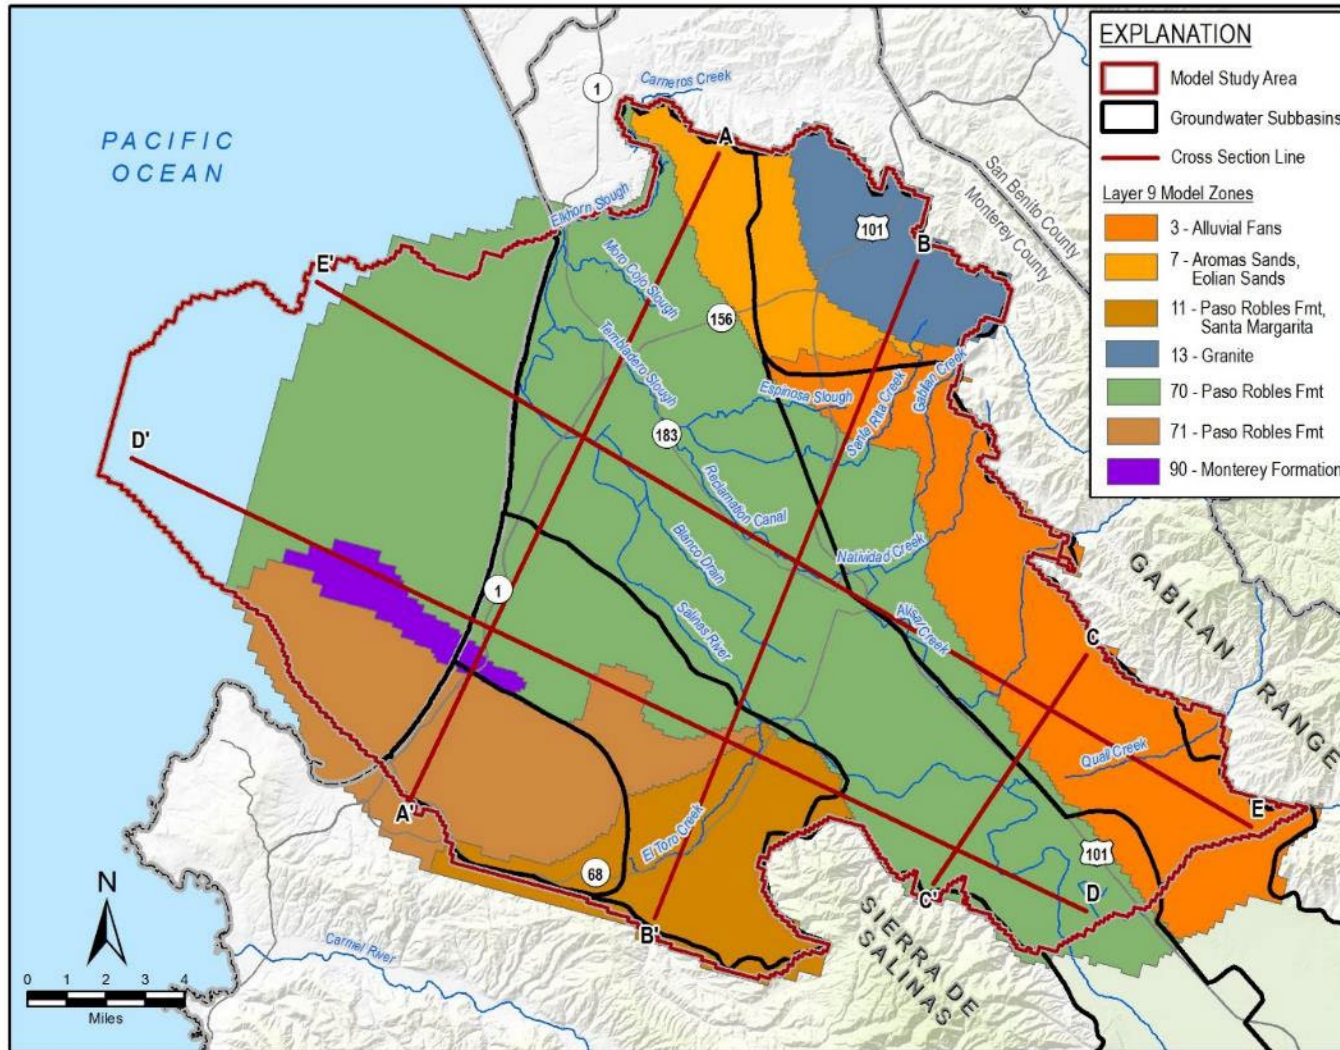 EXPLANATION
Model Study Area
Groundwater Subbasins
Cross Section Line
Layer 9 Model Zones
3 - Alluvial Fans
7 - Aromas Sands,
Eolian Sands
11 - Paso Robles Fmt,
Santa Margarita
13 - Granite
70 - Paso Robles Fmt
71 - Paso Robles Fmt
90 - Monterey Formation
PACIFIC
OCEAN
Carneros Creek
1
A
San Benito County
Monterey County
101
B
Elkhorn Slough
E'
Moro Cojo Slough
156
Tembladero Slough
Espinosa Slough
Santa Rita Creek
Gabilan Creek
D'
183
Reclamation Canal
Natividad Creek
Blanco Drain
1
Salinas River
Alisal Creek
GABILAN
RANGE
C
Quail Creek
A'
El Toro Creek
E
68
101
D
C'
B'
SIERRA DE
SALINAS
Carmel River
N
0 1 2 3 4
Miles